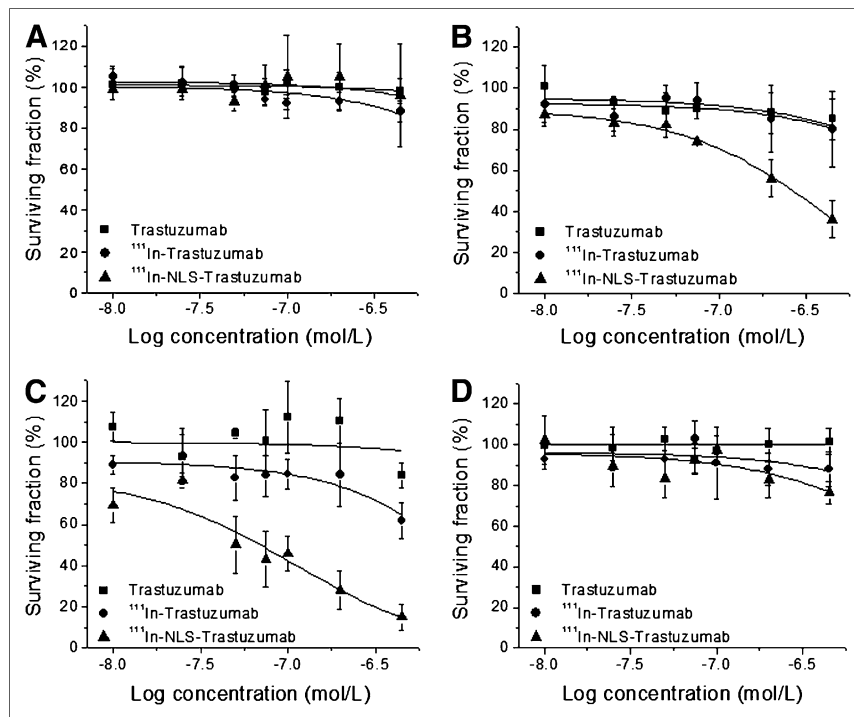 A
Surviving fraction (%)
120
100
80
60
40
20
0
Trastuzumab
¹¹¹In-Trastuzumab
¹¹¹In-NLS-Trastuzumab
-8.0 -7.5 -7.0 -6.5
Log concentration (mol/L)
B
Surviving fraction (%)
120
100
80
60
40
20
0
Trastuzumab
¹¹¹In-Trastuzumab
¹¹¹In-NLS-Trastuzumab
-8.0 -7.5 -7.0 -6.5
Log concentration (mol/L)
C
Surviving fraction (%)
120
100
80
60
40
20
0
Trastuzumab
¹¹¹In-Trastuzumab
¹¹¹In-NLS-Trastuzumab
-8.0 -7.5 -7.0 -6.5
Log concentration (mol/L)
D
Surviving fraction (%)
120
100
80
60
40
20
0
Trastuzumab
¹¹¹In-Trastuzumab
¹¹¹In-NLS-Trastuzumab
-8.0 -7.5 -7.0 -6.5
Log concentration (mol/L)